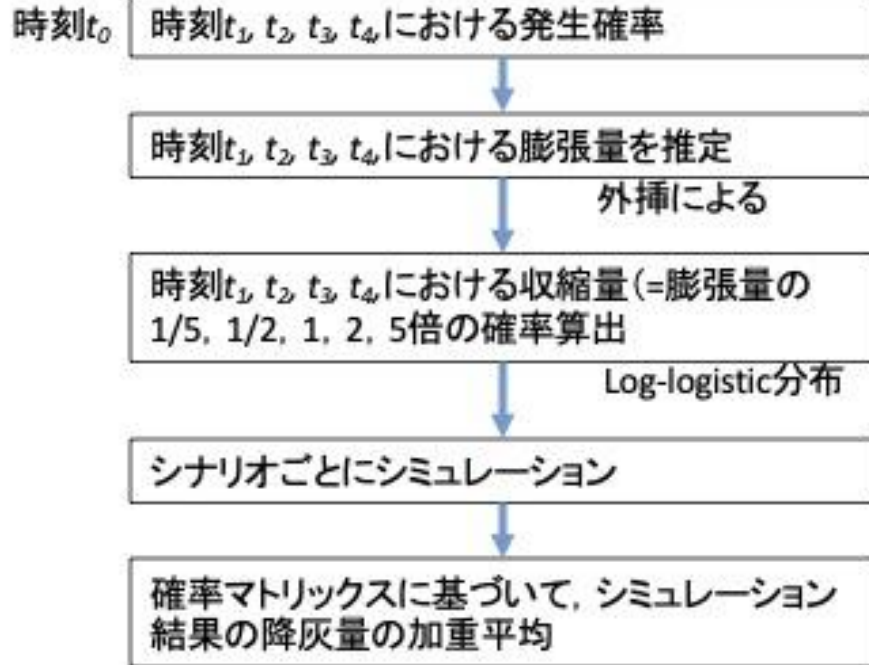 時刻t0 時刻t1, t2, t3, t4,における発生確率
時刻t1, t2, t3, t4,における膨張量を推定
外挿による
時刻t1, t2, t3, t4,における収縮量(=膨張量の
1/5, 1/2, 1, 2, 5倍の確率算出
Log-logistic分布
シナリオごとにシミュレーション
確率マトリックスに基づいて, シミュレーション
結果の降灰量の加重平均